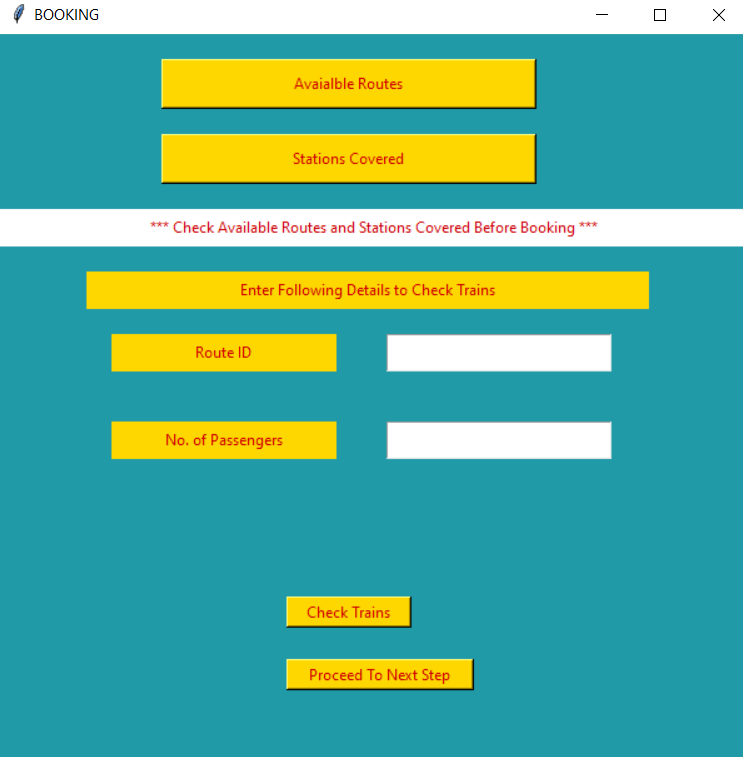 BOOKING
Avaialble Routes
Stations Covered
*** Check Available Routes and Stations Covered Before Booking ***
Enter Following Details to Check Trains
Route ID
No. of Passengers
Check Trains
Proceed To Next Step